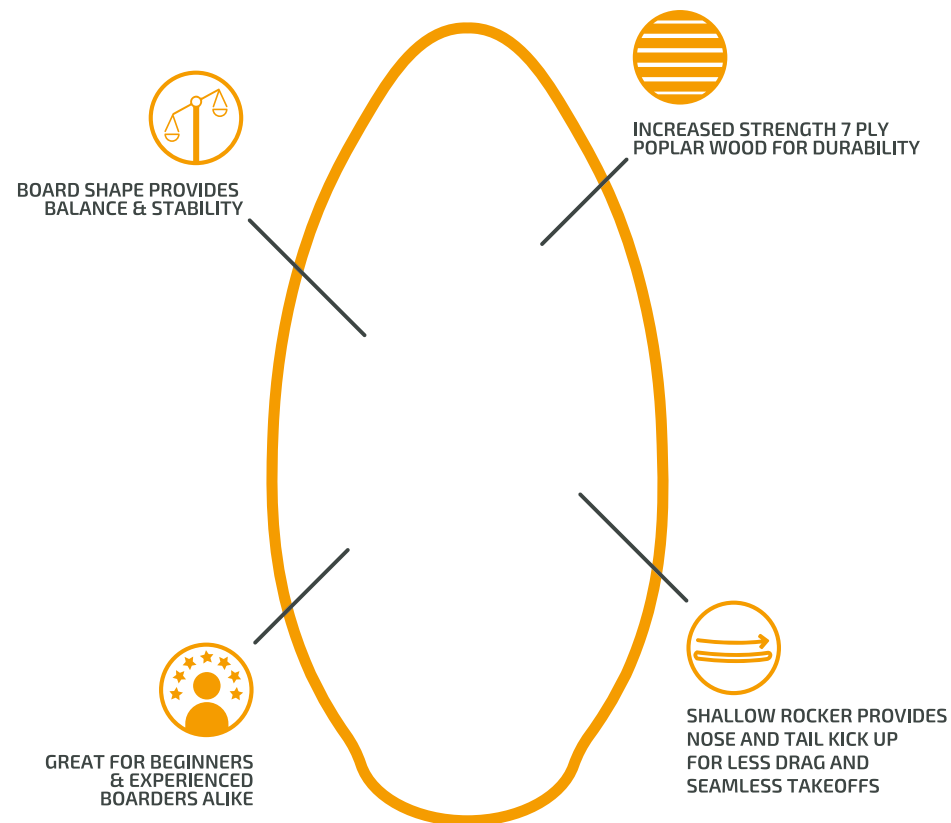 INCREASED STRENGTH 7 PLY
POPLAR WOOD FOR DURABILITY
BOARD SHAPE PROVIDES
BALANCE & STABILITY
SHALLOW ROCKER PROVIDES
NOSE AND TAIL KICK UP
FOR LESS DRAG AND
SEAMLESS TAKEOFFS
GREAT FOR BEGINNERS
& EXPERIENCED
BOARDERS ALIKE